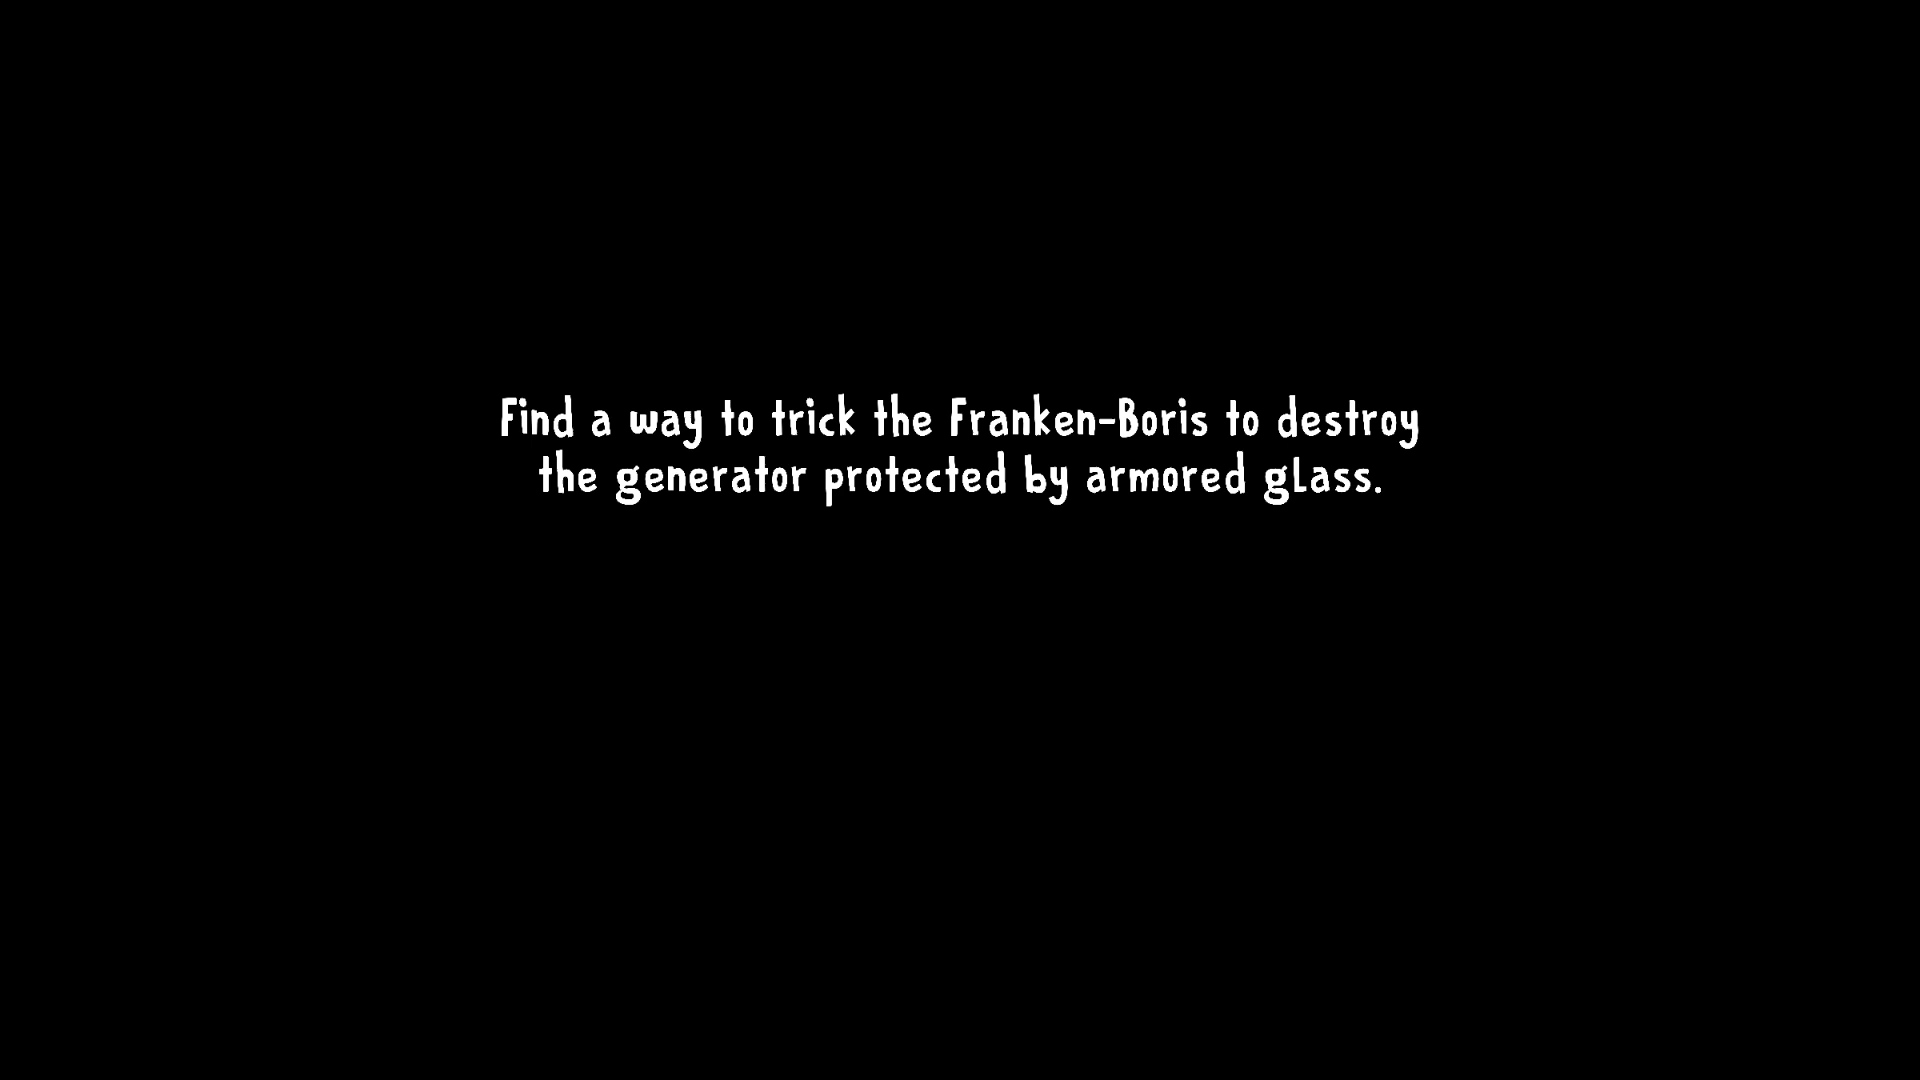 Find a way to trick the Franken-Boris to destroy
the generator protected by armored glass.